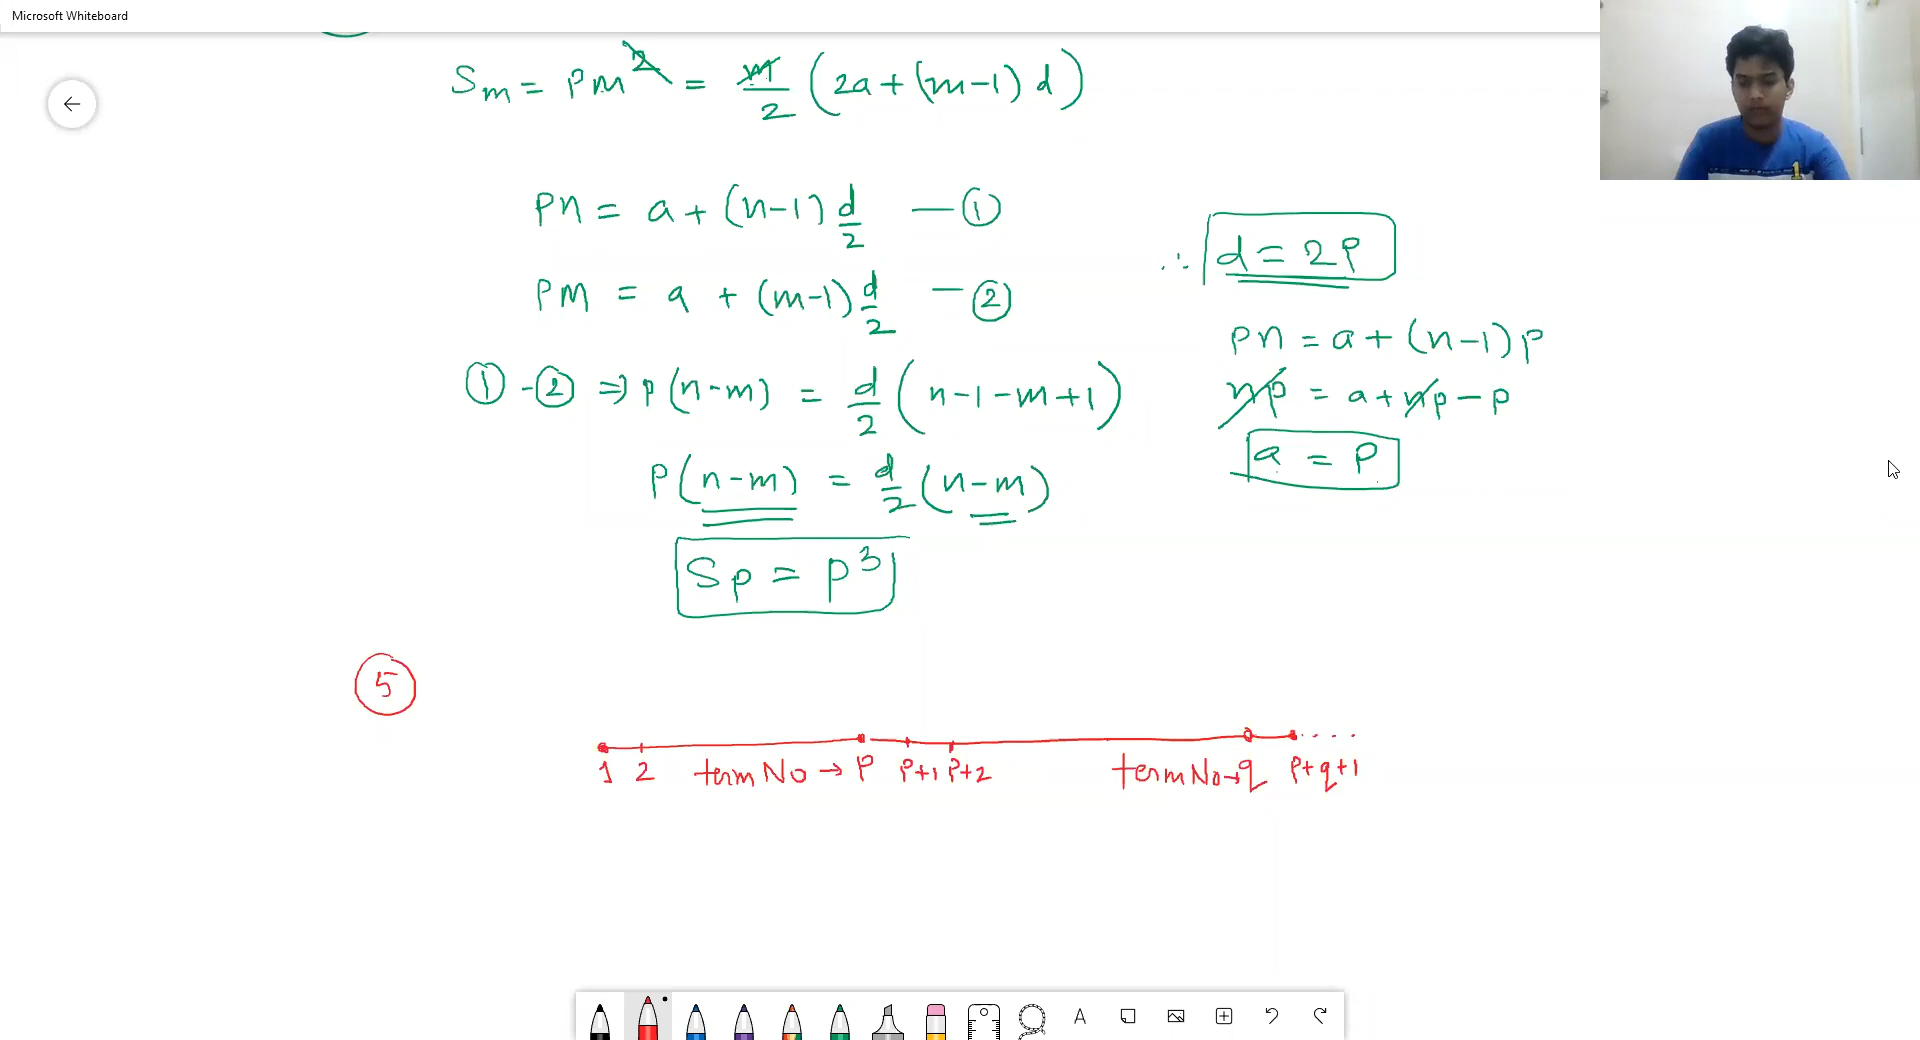 Microsoft Whiteboard
Sm = pm² = m/2 (2a + (m-1) d)
pn = a + (n-1) d/2 — ①
pm = a + (m-1) d/2 — ②
① - ② ⇒ p(n-m) = d/2 (n-1-m+1)
p(n-m) = d/2 (n-m)
Sp = p³
∴ d = 2p
pn = a + (n-1)p
np = a + np - p
a = p
5
1 2 term No → p p+1 p+2 term No → q p+q+1
A